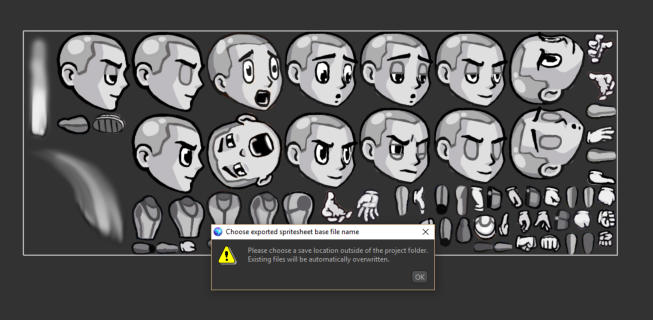 Choose exported spritesheet base file name
Please choose a save location outside of the project folder.
Existing files will be automatically overwritten.
OK